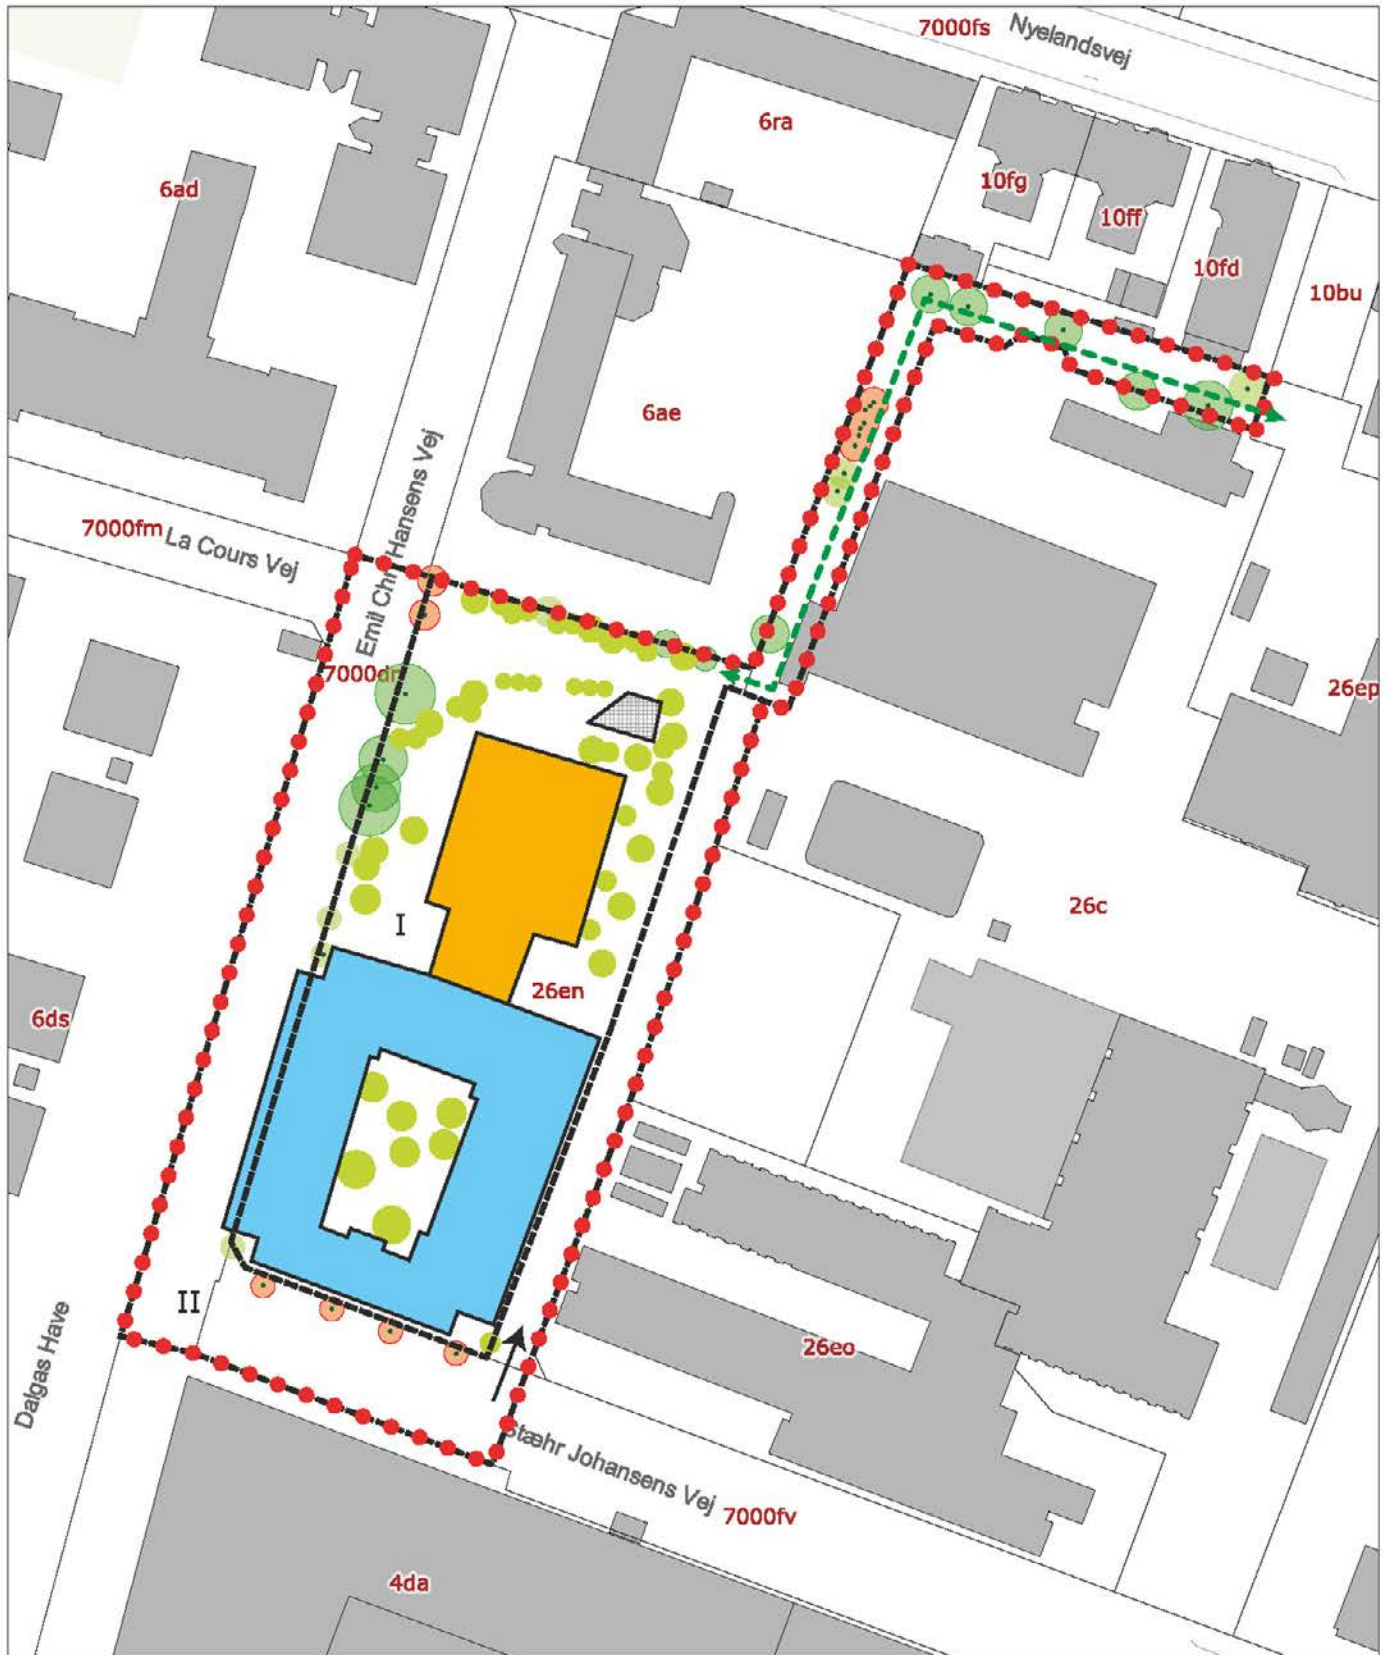 7000fs
Nyelandsvej
6ra
6ad
10fg
10ff
10fd
10bu
6ae
7000fm
La Cours Vej
Emil Chr. Hansens Vej
26ep
26c
I
26en
6ds
II
26eo
Dalgas Have
Stæhr Johansens Vej
7000fv
4da